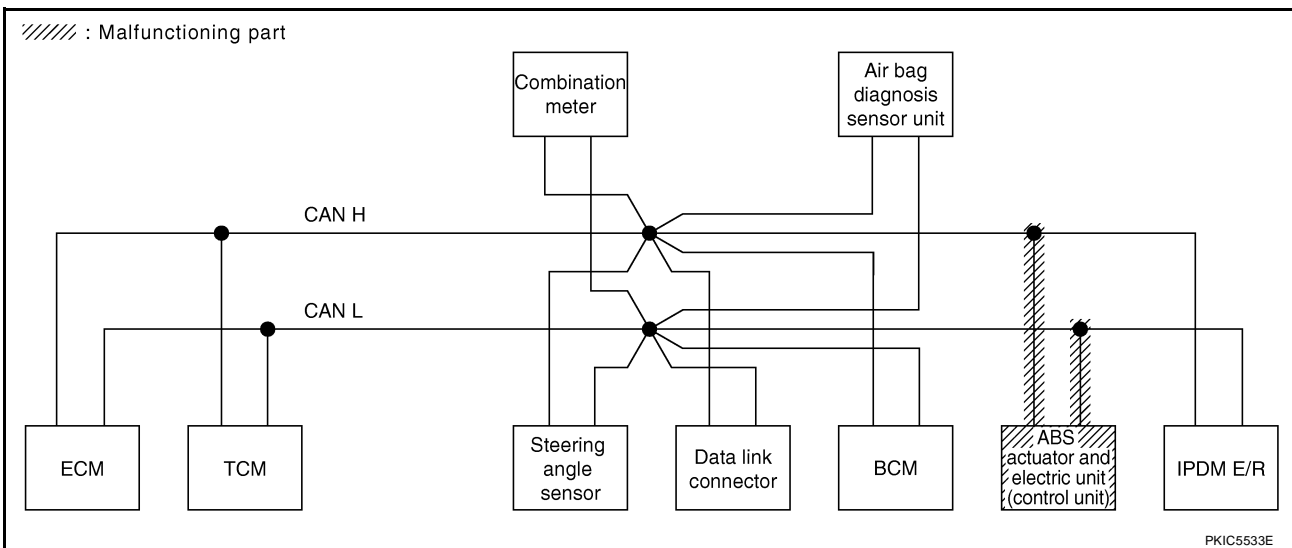 : Malfunctioning part
Combination
meter
Air bag
diagnosis
sensor unit
CAN H
CAN L
ECM
TCM
Steering
angle
sensor
Data link
connector
BCM
ABS
actuator and
electric unit
(control unit)
IPDM E/R
PKIC5533E